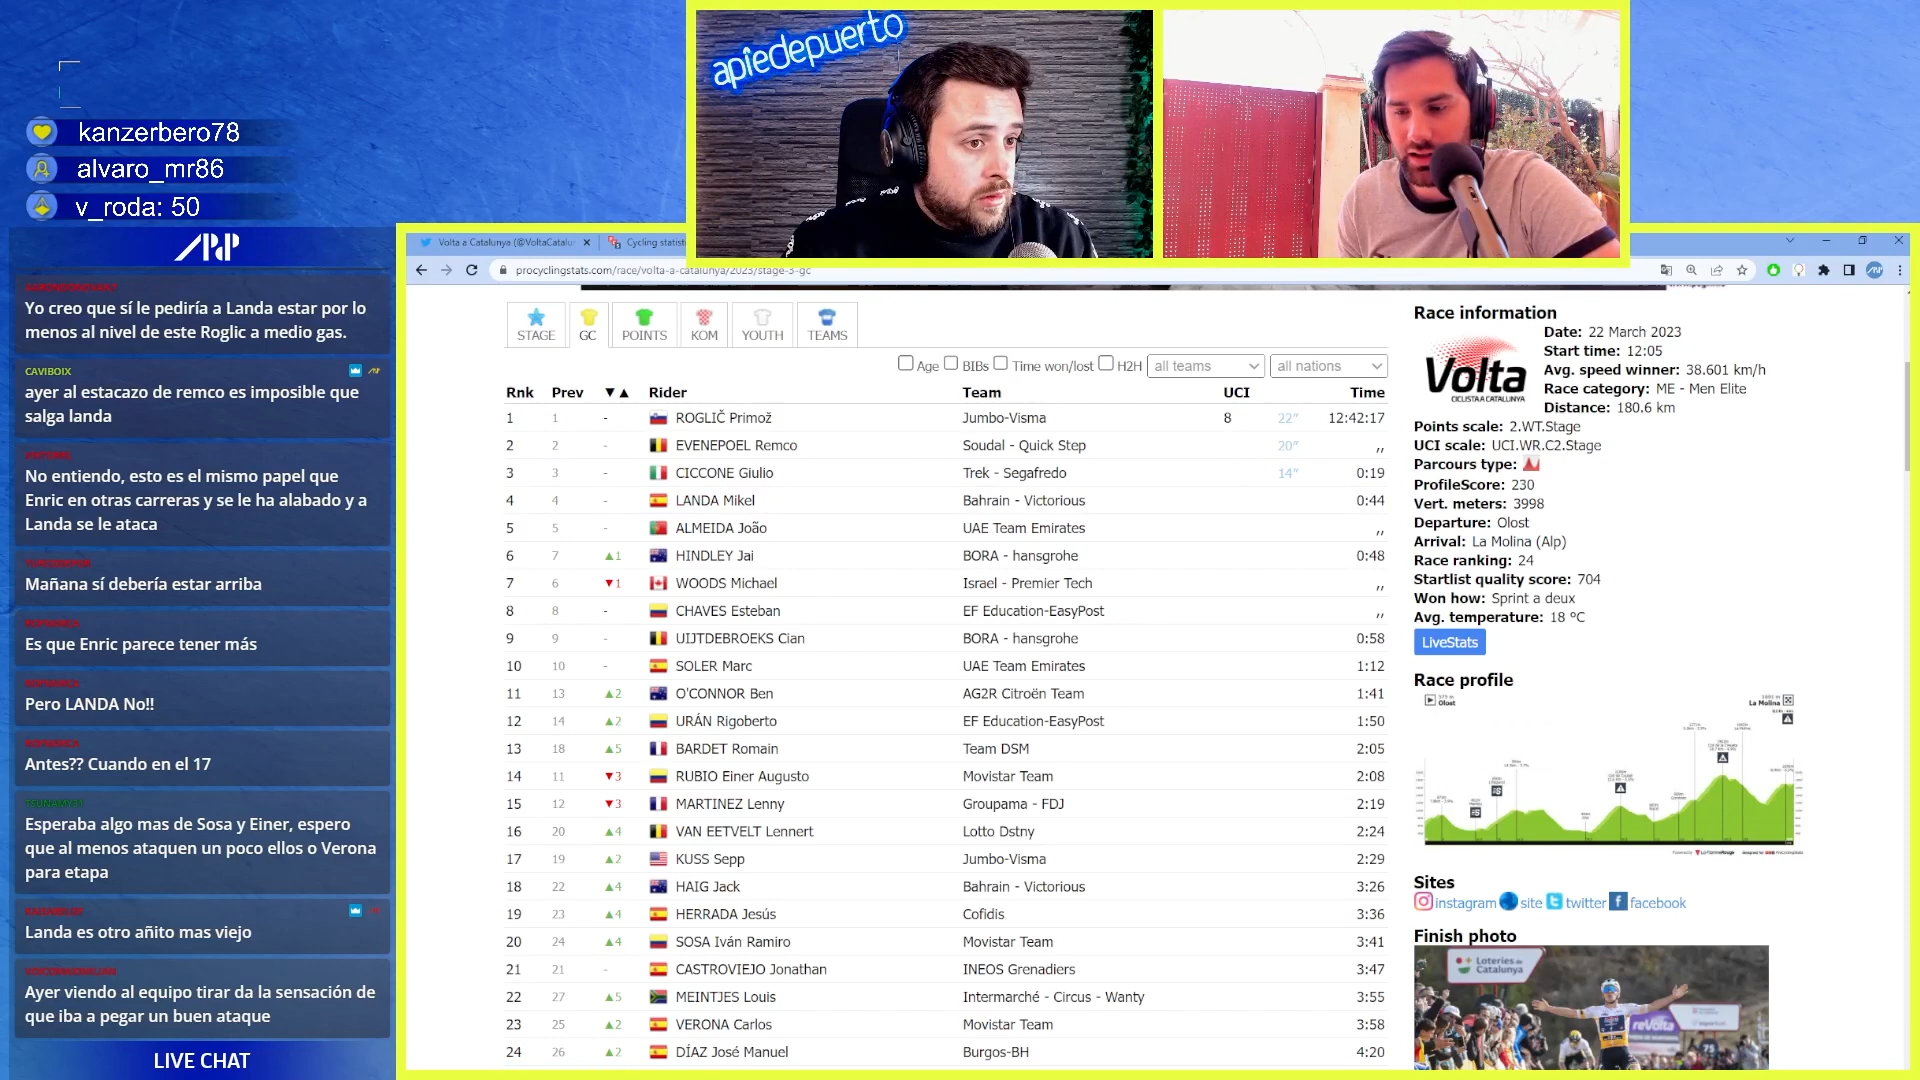 kanzerbero78
alvaro_mr86
v_roda: 50
apiedepuerto
Yo creo que sí le pediría a Landa estar por lo
menos al nivel de este Roglic a medio gas.
CAVIBOIX
ayer al estacazo de remco es imposible que
salga landa
No entiendo, esto es el mismo papel que
Enric en otras carreras y se le ha alabado y a
Landa se le ataca
Mañana sí debería estar arriba
Es que Enric parece tener más
Pero LANDA No!!
Antes?? Cuando en el 17
TSUNAMY31
Esperaba algo mas de Sosa y Einer, espero
que al menos ataquen un poco ellos o Verona
para etapa
Landa es otro añito mas viejo
Ayer viendo al equipo tirar da la sensación de
que iba a pegar un buen ataque
LIVE CHAT
Volta a Catalunya (@VoltaCatalu
Cycling statisti
procyclingstats.com/race/volta-a-catalunya/2023/stage-3-gc
STAGE GC POINTS KOM YOUTH TEAMS
Age BIBs Time won/lost H2H all teams all nations
Rnk Prev ▼▲ Rider Team UCI Time
1 1 - ROGLIČ Primož Jumbo-Visma 8 22″ 12:42:17
2 2 - EVENEPOEL Remco Soudal - Quick Step 20″ ,,
3 3 - CICCONE Giulio Trek - Segafredo 14″ 0:19
4 4 - LANDA Mikel Bahrain - Victorious 0:44
5 5 - ALMEIDA João UAE Team Emirates ,,
6 7 ▲1 HINDLEY Jai BORA - hansgrohe 0:48
7 6 ▼1 WOODS Michael Israel - Premier Tech ,,
8 8 - CHAVES Esteban EF Education-EasyPost ,,
9 9 - UIJTDEBROEKS Cian BORA - hansgrohe 0:58
10 10 - SOLER Marc UAE Team Emirates 1:12
11 13 ▲2 O'CONNOR Ben AG2R Citroën Team 1:41
12 14 ▲2 URÁN Rigoberto EF Education-EasyPost 1:50
13 18 ▲5 BARDET Romain Team DSM 2:05
14 11 ▼3 RUBIO Einer Augusto Movistar Team 2:08
15 12 ▼3 MARTINEZ Lenny Groupama - FDJ 2:19
16 20 ▲4 VAN EETVELT Lennert Lotto Dstny 2:24
17 19 ▲2 KUSS Sepp Jumbo-Visma 2:29
18 22 ▲4 HAIG Jack Bahrain - Victorious 3:26
19 23 ▲4 HERRADA Jesús Cofidis 3:36
20 24 ▲4 SOSA Iván Ramiro Movistar Team 3:41
21 21 - CASTROVIEJO Jonathan INEOS Grenadiers 3:47
22 27 ▲5 MEINTJES Louis Intermarché - Circus - Wanty 3:55
23 25 ▲2 VERONA Carlos Movistar Team 3:58
24 26 ▲2 DÍAZ José Manuel Burgos-BH 4:20
Race information
Volta
CICLISTA A CATALUNYA
Date: 22 March 2023
Start time: 12:05
Avg. speed winner: 38.601 km/h
Race category: ME - Men Elite
Distance: 180.6 km
Points scale: 2.WT.Stage
UCI scale: UCI.WR.C2.Stage
Parcours type:
ProfileScore: 230
Vert. meters: 3998
Departure: Olost
Arrival: La Molina (Alp)
Race ranking: 24
Startlist quality score: 704
Won how: Sprint a deux
Avg. temperature: 18 °C
LiveStats
Race profile
Olost
La Molina
Sites
instagram site twitter facebook
Finish photo
Loteries de
Catalunya
reVolta